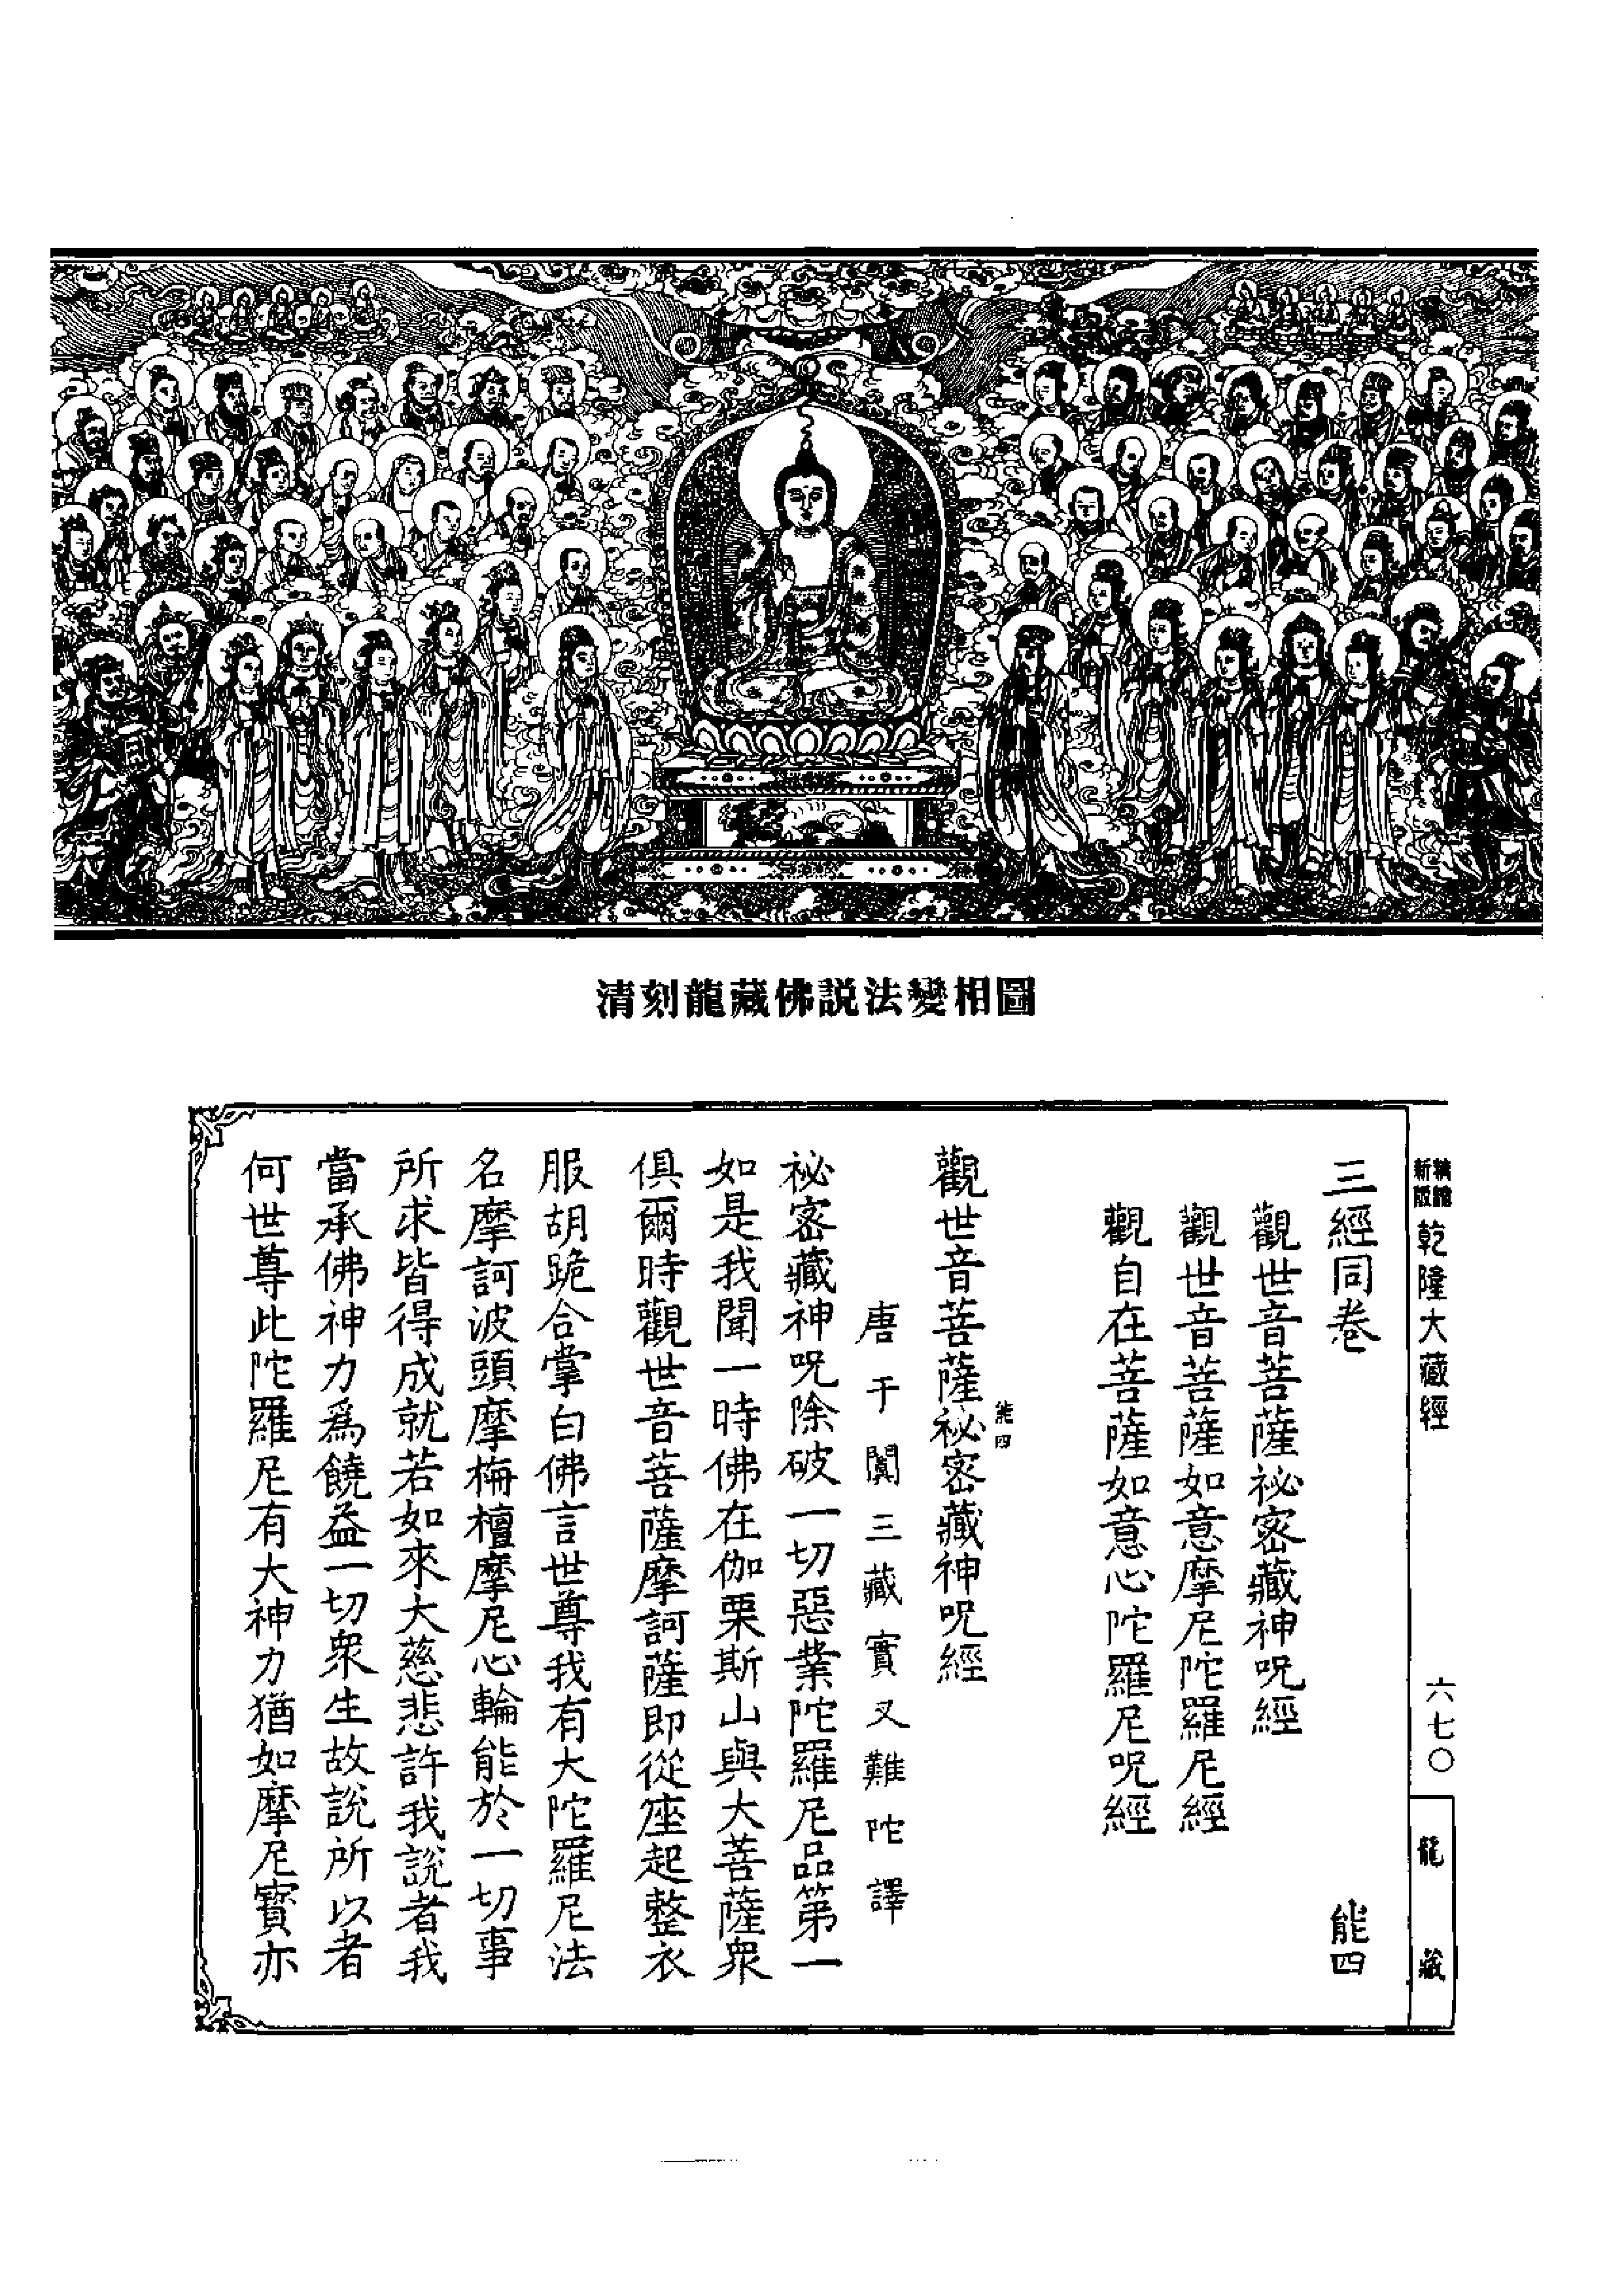 清刻龍藏佛説法變相圖
新版
精證
乾隆大藏經
六七〇
龍藏
三經同卷 能四
觀世音菩薩祕密藏神呪經
觀世音菩薩如意摩尼陀羅尼經
觀自在菩薩如意心陀羅尼呪經
能四
觀世音菩薩祕密藏神呪經
唐于闐三藏實叉難陀譯
祕密藏神呪除破一切惡業陀羅尼品第一
如是我聞一時佛在伽栗斯山與大菩薩衆
俱爾時觀世音菩薩摩訶薩即從座起整衣
服胡跪合掌白佛言世尊我有大陀羅尼法
名摩訶波頭摩栴檀摩尼心輪能於一切事
所求皆得成就若如來大慈悲許我說者我
當承佛神力爲饒益一切衆生故說所以者
何世尊此陀羅尼有大神力猶如摩尼寳亦